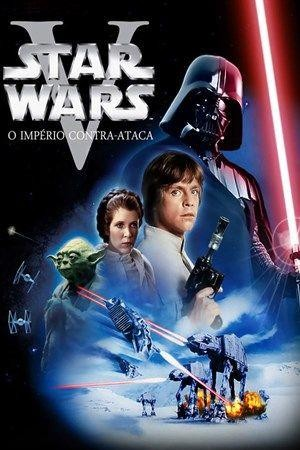 STAR
WARS
V
O IMPÉRIO CONTRA-ATACA